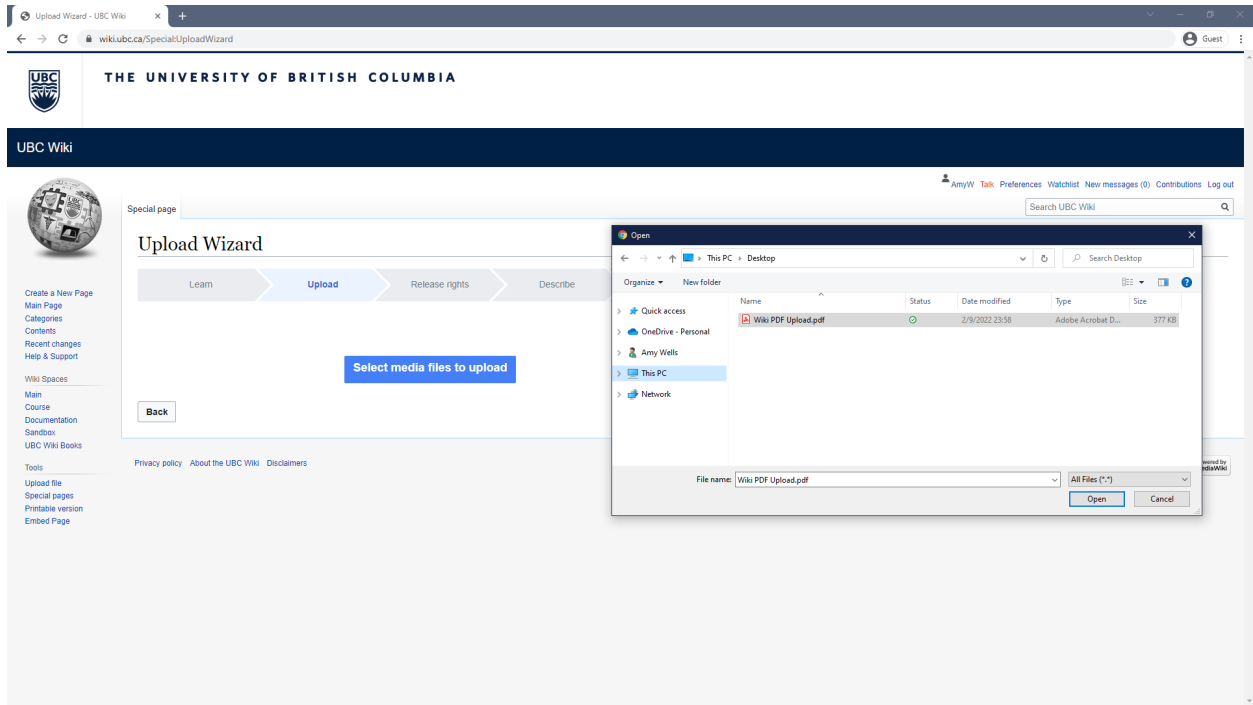 Upload Wizard - UBC Wiki
wiki.ubc.ca/Special:UploadWizard
Guest
UBC
THE UNIVERSITY OF BRITISH COLUMBIA
UBC Wiki
AmyW Talk Preferences Watchlist New messages (0) Contributions Log out
Special page
Search UBC Wiki
Upload Wizard
Learn
Upload
Release rights
Describe
Create a New Page
Main Page
Categories
Contents
Recent changes
Help & Support
Wiki Spaces
Main
Course
Documentation
Sandbox
UBC Wiki Books
Tools
Upload file
Special pages
Printable version
Embed Page
Select media files to upload
Back
Privacy policy About the UBC Wiki Disclaimers
Open
This PC › Desktop
Search Desktop
Organize
New folder
Name Status Date modified Type Size
Wiki PDF Upload.pdf 2/9/2022 23:58 Adobe Acrobat D... 377 KB
Quick access
OneDrive - Personal
Amy Wells
This PC
Network
File name: Wiki PDF Upload.pdf
All Files (*.*)
Open
Cancel